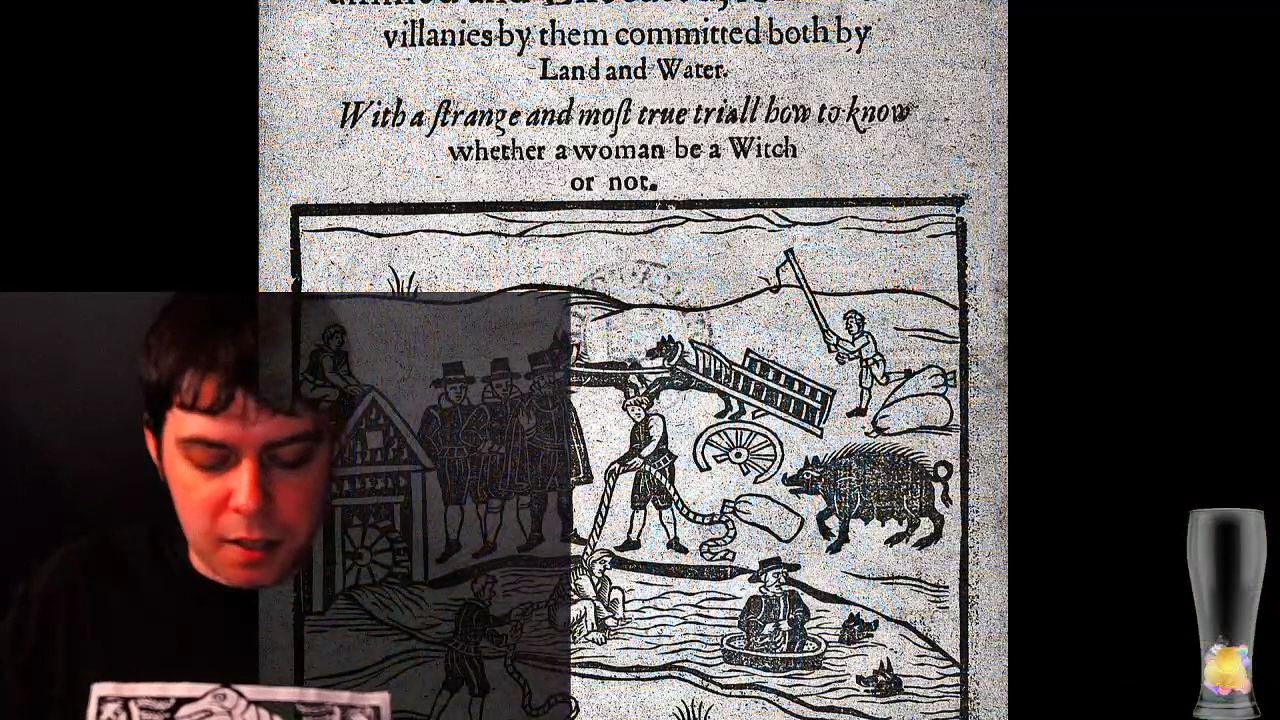 villanies by them committed both by
Land and Water.
With a ſtrange and moſt true triall how to know
whether a woman be a Witch
or not.